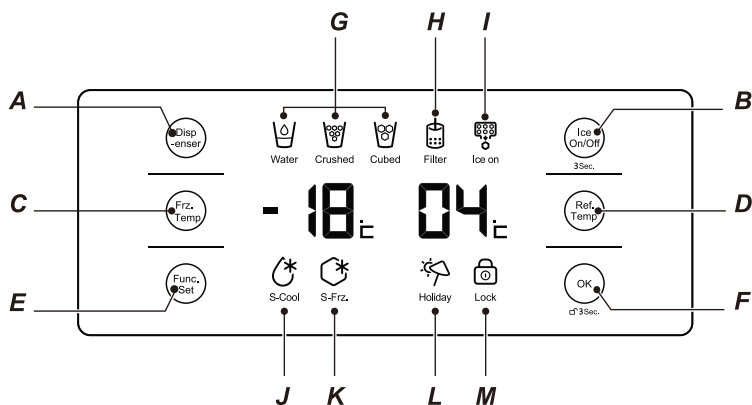 G H I
A B
Disp
-enser
Water Crushed Cubed Filter Ice on
Ice
On/Off
3Sec.
C D
Frz.
Temp
-18℃ 04℃
Ref.
Temp
E F
Func.
Set
S-Cool S-Frz. Holiday Lock
OK
3Sec.
J K L M